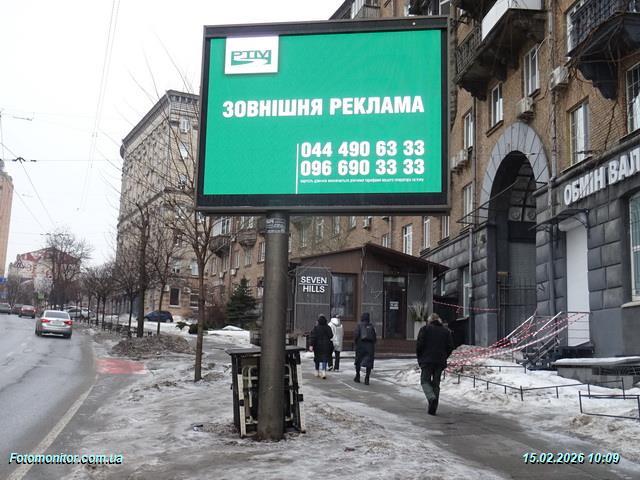 РТМ
ЗОВНІШНЯ РЕКЛАМА
044 490 63 33
096 690 33 33
SEVEN
HILLS
ОБМІН ВАЛ
Fotomonitor.com.ua
15.02.2026 10:09